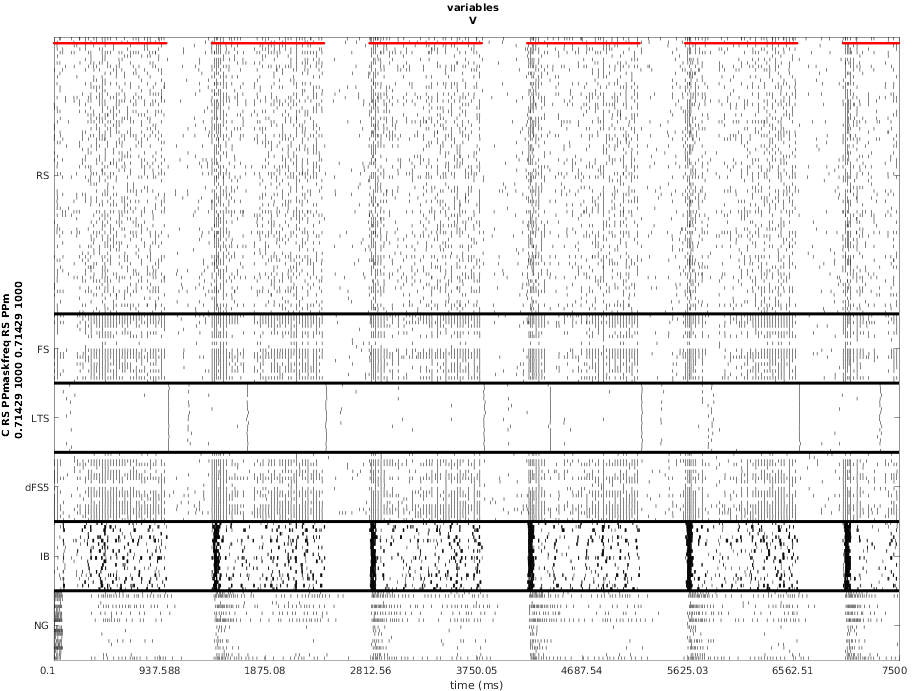 variables
V
C RS PPmaskfreq RS PPm
0.71429 1000 0.71429 1000
RS
FS
LTS
dFS5
IB
NG
0.1 937.588 1875.08 2812.56 3750.05 4687.54 5625.03 6562.51 7500
time (ms)